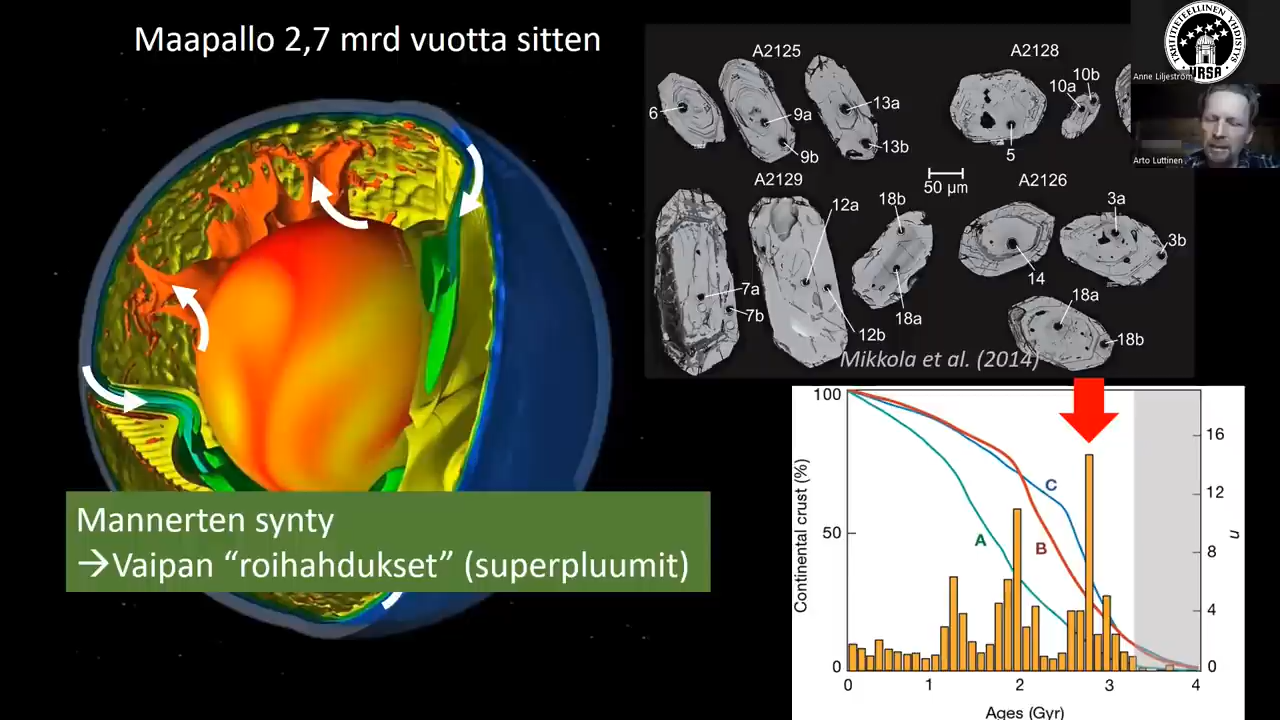 Maapallo 2,7 mrd vuotta sitten
A2125
A2128
6
9a
9b
13a
13b
5
10a
10b
50 µm
A2129
A2126
7a
7b
12a
12b
18b
18a
14
3a
3b
18a
18b
Mikkola et al. (2014)
TÄHTITIETEELLINEN YHDISTYS
URSA
Anne Liljeström
Arto Luttinen
Mannerten synty
→Vaipan “roihahdukset” (superpluumit)
Continental crust (%)
100
50
0
A
B
C
16
12
8
4
0
n
0 1 2 3 4
Ages (Gyr)